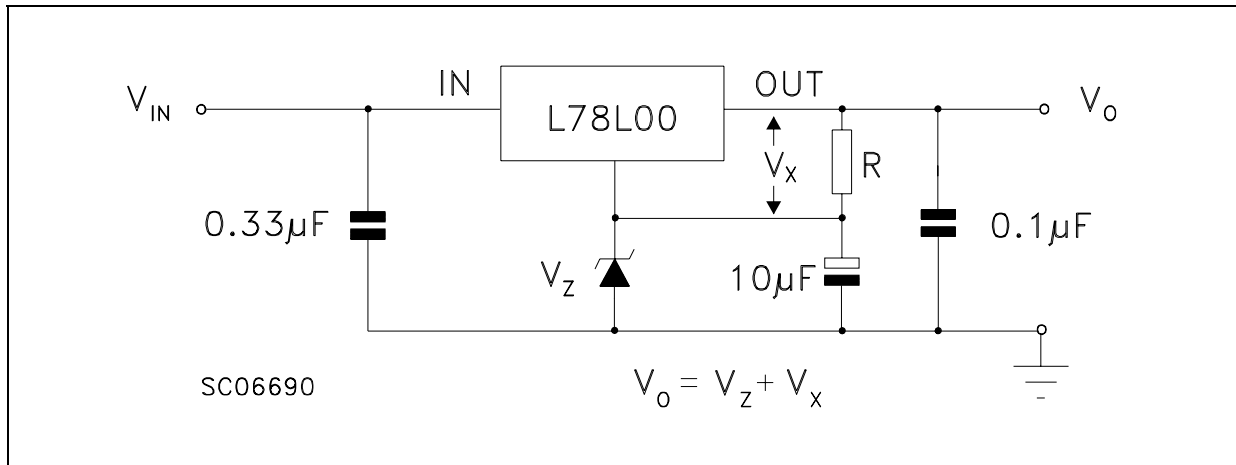 IN
OUT
V_IN
L78L00
V_O
V_X
R
0.33μF
0.1μF
V_Z
10μF
SC06690
V_O = V_Z + V_X